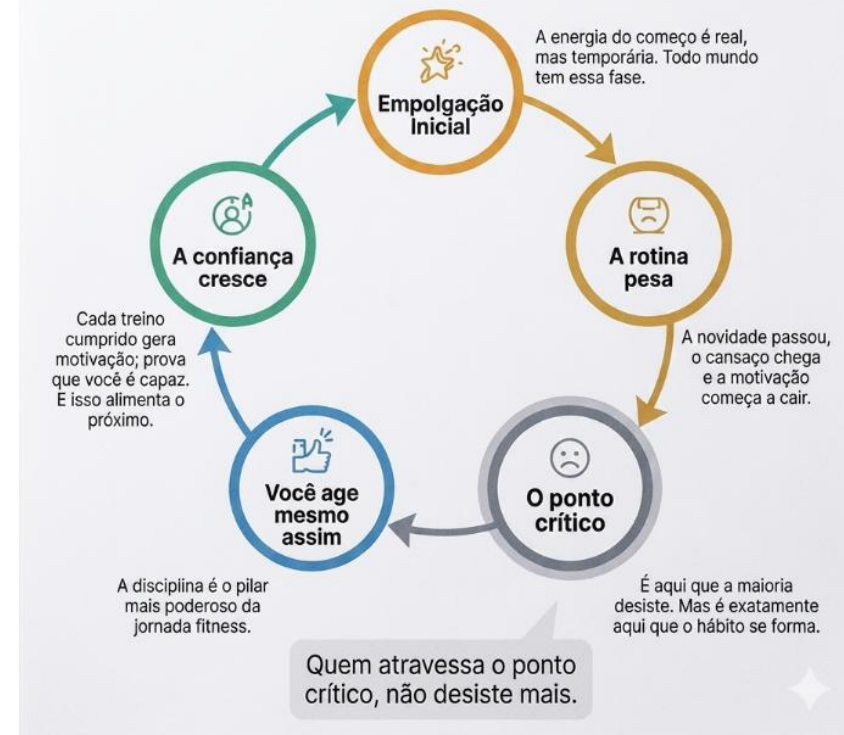 Empolgação
Inicial
A energia do começo é real,
mas temporária. Todo mundo
tem essa fase.
A rotina
pesa
A novidade passou,
o cansaço chega
e a motivação
começa a cair.
O ponto
crítico
É aqui que a maioria
desiste. Mas é exatamente
aqui que o hábito se forma.
Quem atravessa o ponto
crítico, não desiste mais.
Você age
mesmo
assim
A disciplina é o pilar
mais poderoso da
jornada fitness.
A confiança
cresce
Cada treino
cumprido gera
motivação; prova
que você é capaz.
E isso alimenta o
próximo.